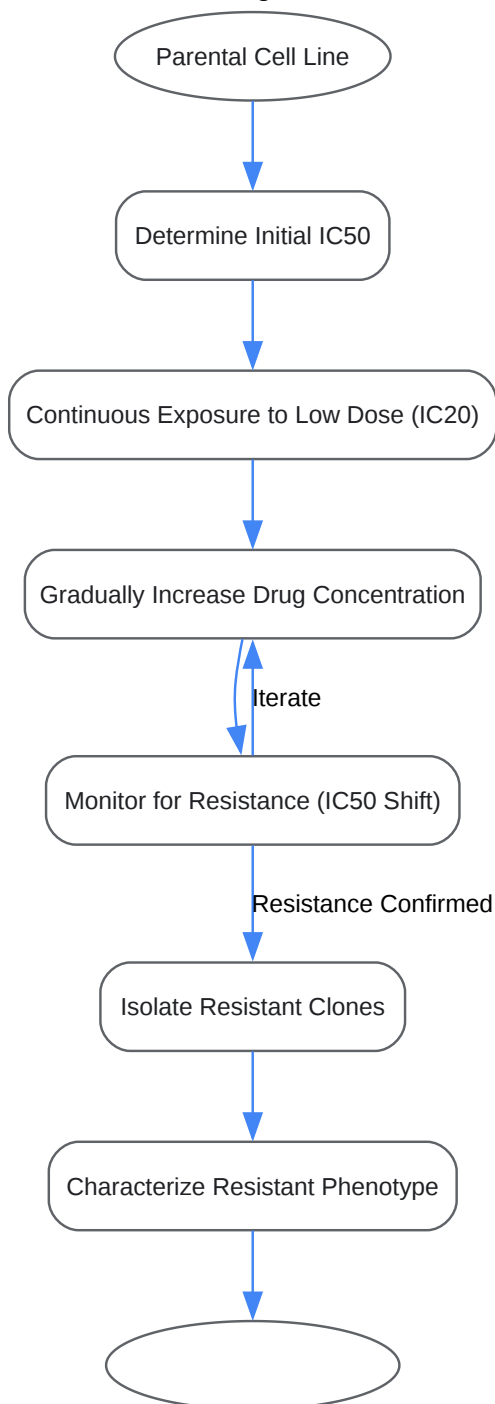 Parental Cell Line
Determine Initial IC50
Continuous Exposure to Low Dose (IC20)
Gradually Increase Drug Concentration
Iterate
Monitor for Resistance (IC50 Shift)
Resistance Confirmed
Isolate Resistant Clones
Characterize Resistant Phenotype